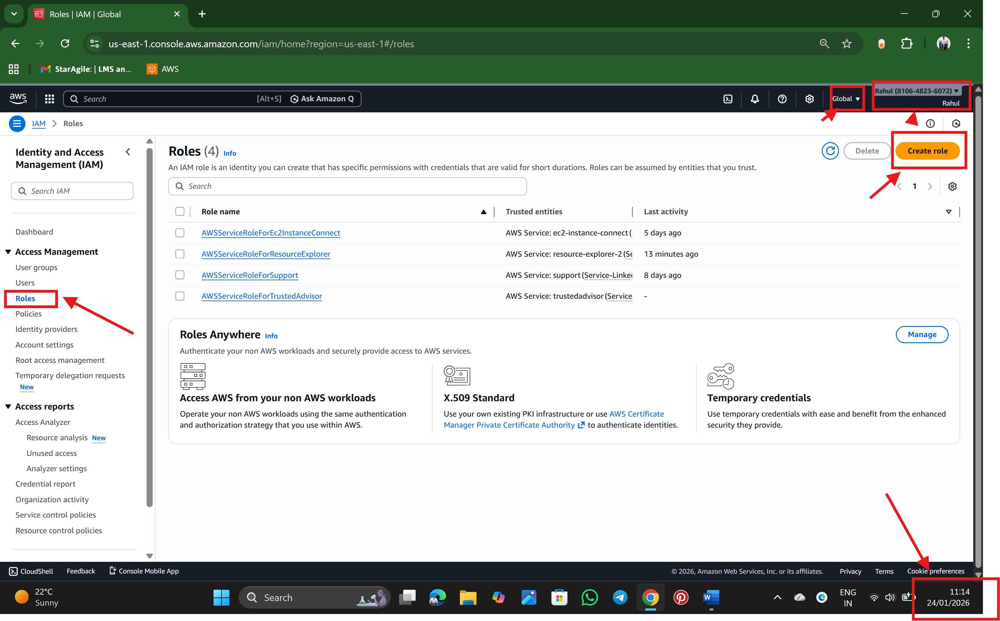 Roles | IAM | Global
us-east-1.console.aws.amazon.com/iam/home?region=us-east-1#/roles
StarAgile: | LMS an...
AWS
aws
Search
[Alt+S]
Ask Amazon Q
Global
Rahul (8106-4823-6072)
Rahul
IAM
Roles
Identity and Access
Management (IAM)
Search IAM
Dashboard
Access Management
User groups
Users
Roles
Policies
Identity providers
Account settings
Root access management
Temporary delegation requests
New
Access reports
Access Analyzer
Resource analysis New
Unused access
Analyzer settings
Credential report
Organization activity
Service control policies
Resource control policies
Roles (4) Info
Delete
Create role
An IAM role is an identity you can create that has specific permissions with credentials that are valid for short durations. Roles can be assumed by entities that you trust.
Search
1
Role name Trusted entities Last activity
AWSServiceRoleForEc2InstanceConnect AWS Service: ec2-instance-connect ( 5 days ago
AWSServiceRoleForResourceExplorer AWS Service: resource-explorer-2 (Se 13 minutes ago
AWSServiceRoleForSupport AWS Service: support (Service-Linked 8 days ago
AWSServiceRoleForTrustedAdvisor AWS Service: trustedadvisor (Service -
Roles Anywhere Info
Manage
Authenticate your non AWS workloads and securely provide access to AWS services.
Access AWS from your non AWS workloads
Operate your non AWS workloads using the same authentication
and authorization strategy that you use within AWS.
X.509 Standard
Use your own existing PKI infrastructure or use AWS Certificate
Manager Private Certificate Authority to authenticate identities.
Temporary credentials
Use temporary credentials with ease and benefit from the enhanced
security they provide.
CloudShell
Feedback
Console Mobile App
© 2026, Amazon Web Services, Inc. or its affiliates.
Privacy
Terms
Cookie preferences
22°C
Sunny
Search
ENG
IN
11:14
24/01/2026